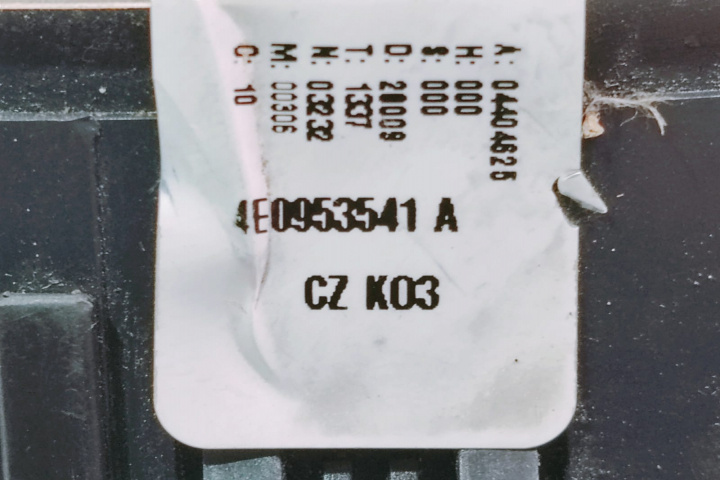 A: 04404625
H: 000
S: 000
D: 20009
T: 1337
N: 03232
M: 00306
C: 10
4E0953541 A
CZ K03